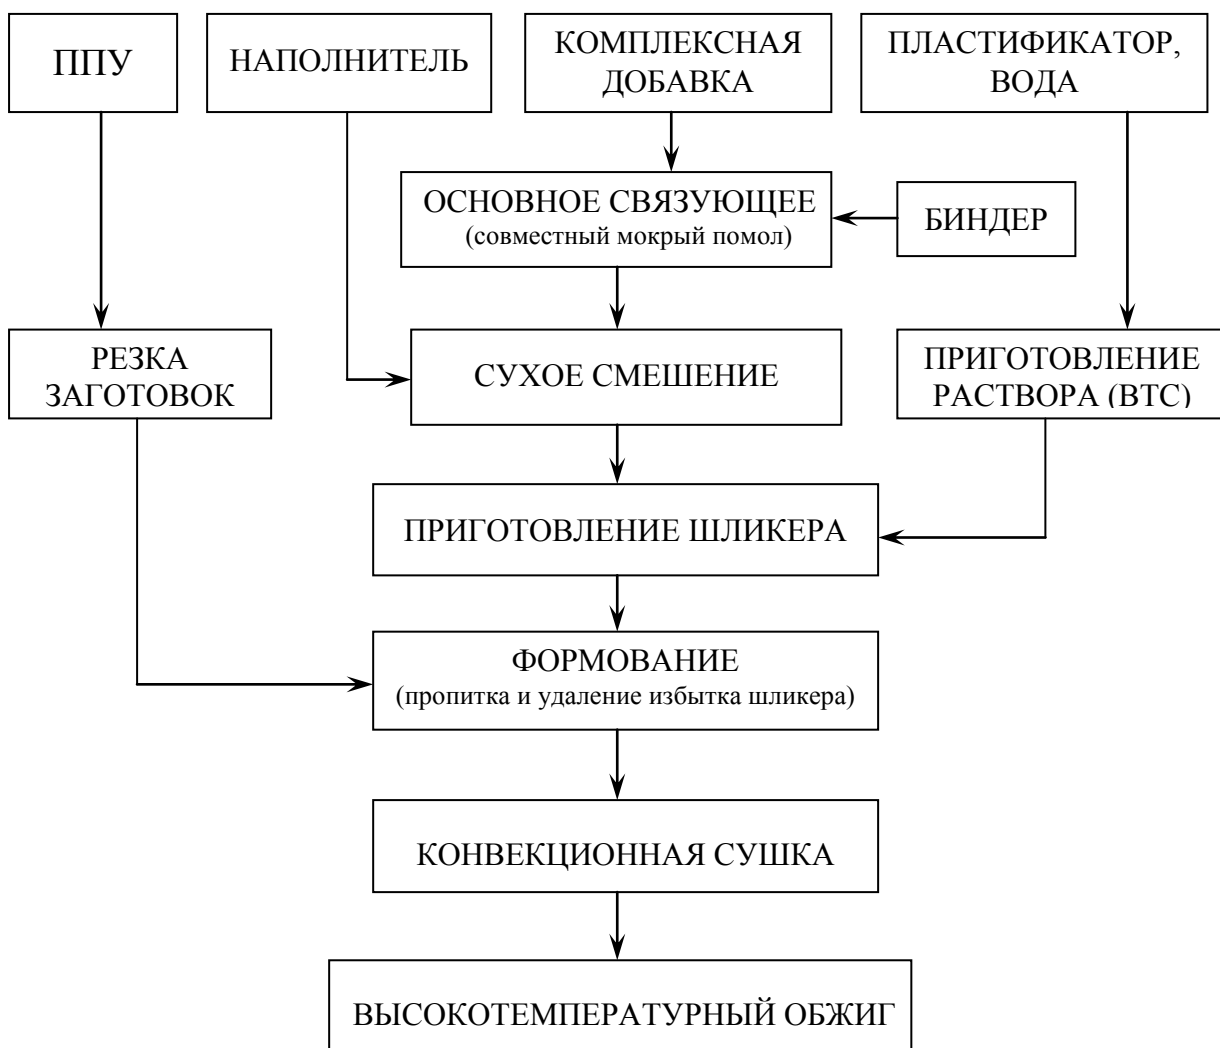 ППУ
НАПОЛНИТЕЛЬ
КОМПЛЕКСНАЯ
ДОБАВКА
ПЛАСТИФИКАТОР,
ВОДА
ОСНОВНОЕ СВЯЗУЮЩЕЕ
(совместный мокрый помол)
БИНДЕР
РЕЗКА
ЗАГОТОВОК
СУХОЕ СМЕШЕНИЕ
ПРИГОТОВЛЕНИЕ
РАСТВОРА (ВТС)
ПРИГОТОВЛЕНИЕ ШЛИКЕРА
ФОРМОВАНИЕ
(пропитка и удаление избытка шликера)
КОНВЕКЦИОННАЯ СУШКА
ВЫСОКОТЕМПЕРАТУРНЫЙ ОБЖИГ